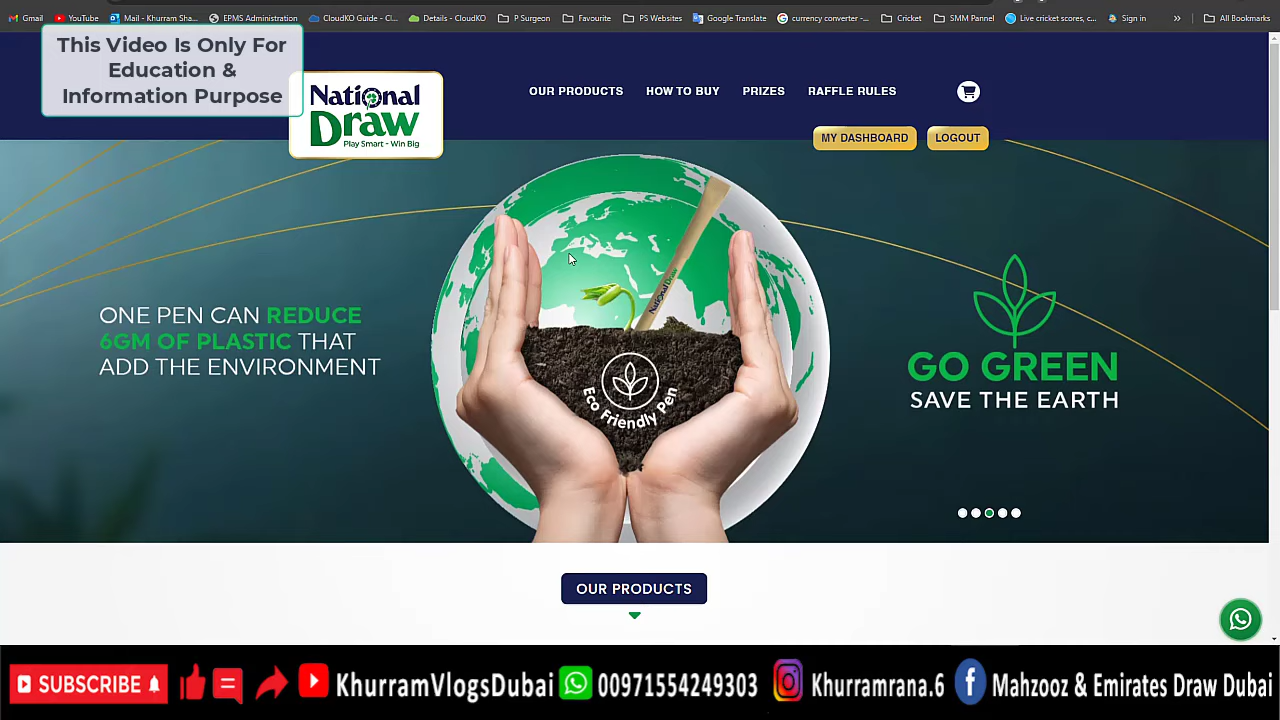 Gmail
YouTube
Mail - Khurram Sha...
EPMS Administration
CloudKO Guide - Cl...
Details - CloudKO
P Surgeon
Favourite
PS Websites
Google Translate
currency converter -...
Cricket
SMM Pannel
Live cricket scores, c...
Sign in
»
All Bookmarks
This Video Is Only For
Education &
Information Purpose
National
Draw
Play Smart - Win Big
OUR PRODUCTS
HOW TO BUY
PRIZES
RAFFLE RULES
MY DASHBOARD
LOGOUT
ONE PEN CAN REDUCE
6GM OF PLASTIC THAT
ADD THE ENVIRONMENT
National Draw
Eco Friendly Pen
GO GREEN
SAVE THE EARTH
OUR PRODUCTS
SUBSCRIBE
KhurramVlogsDubai
00971554249303
Khurramrana.6
Mahzooz & Emirates Draw Dubai